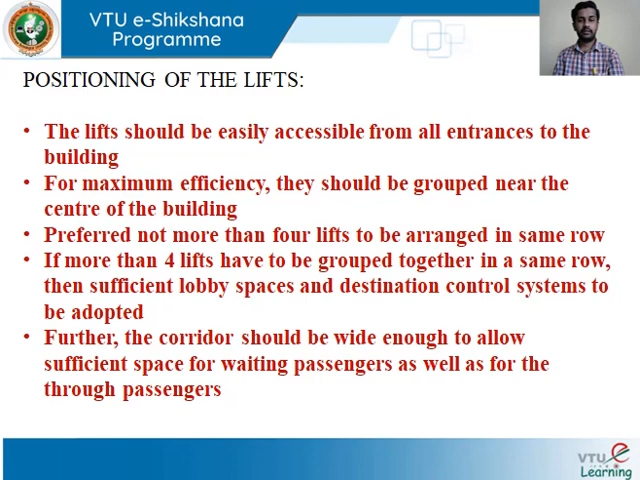 VTU e-Shikshana
Programme
POSITIONING OF THE LIFTS:
• The lifts should be easily accessible from all entrances to the
building
• For maximum efficiency, they should be grouped near the
centre of the building
• Preferred not more than four lifts to be arranged in same row
• If more than 4 lifts have to be grouped together in a same row,
then sufficient lobby spaces and destination control systems to
be adopted
• Further, the corridor should be wide enough to allow
sufficient space for waiting passengers as well as for the
through passengers
VTU e
Learning